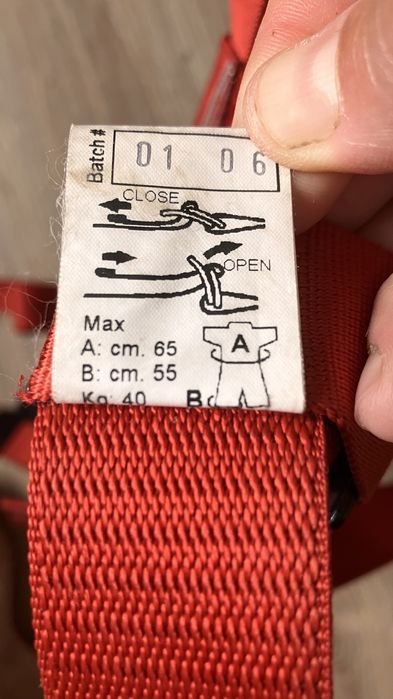 Batch# 01 06
CLOSE
OPEN
Max
A: cm. 65
B: cm. 55
Kg: 40
A
B